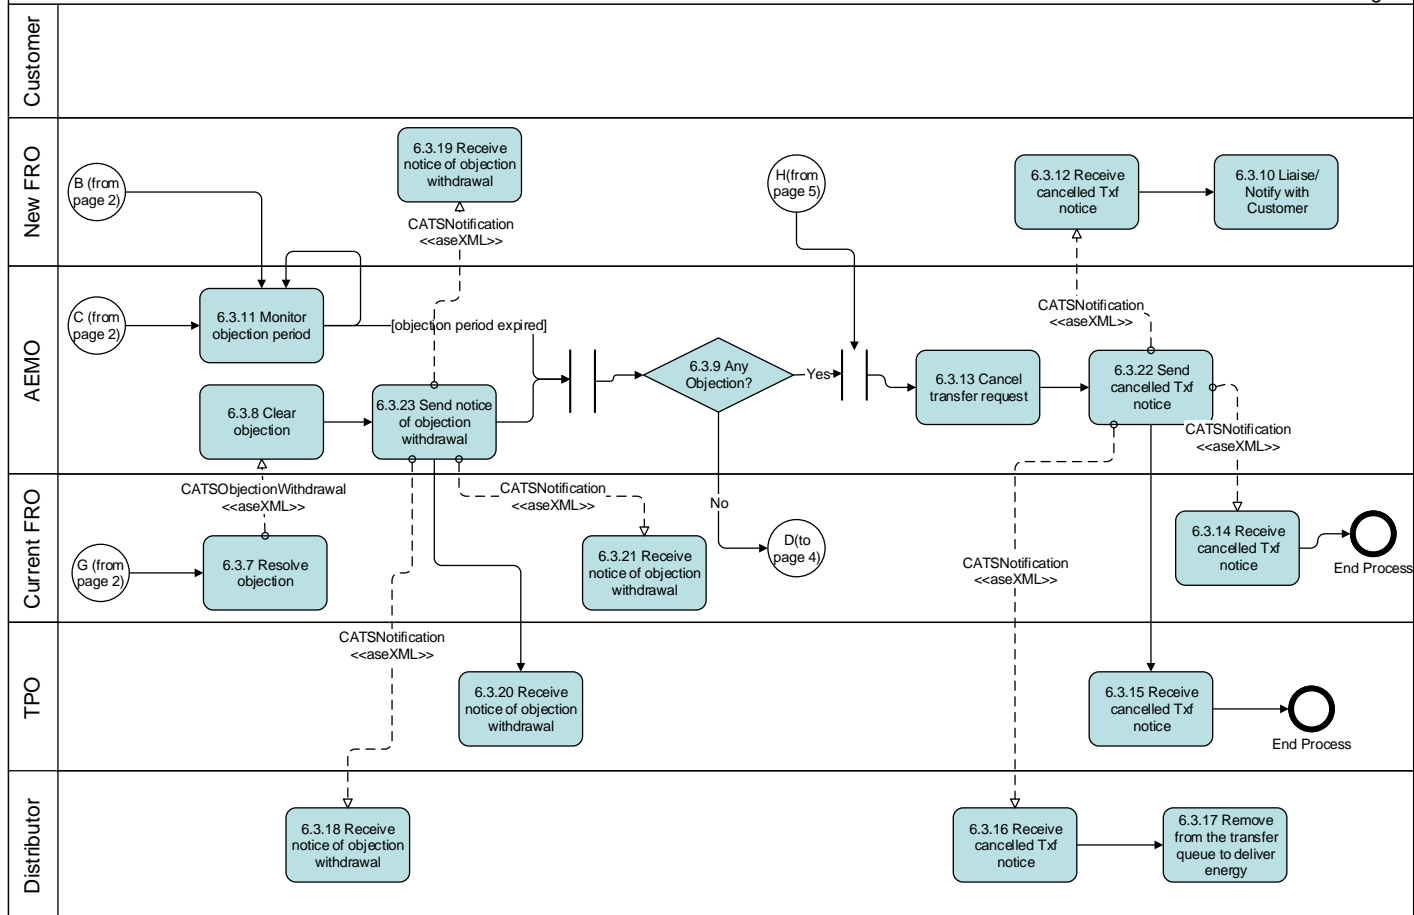 Customer
New FRO
B (from
page 2)
6.3.19 Receive
notice of objection
withdrawal
CATSNotification
<<aseXML>>
H(from
page 5)
6.3.12 Receive
cancelled Txf
notice
6.3.10 Liaise/
Notify with
Customer
AEMO
C (from
page 2)
6.3.11 Monitor
objection period
[objection period expired]
6.3.8 Clear
objection
6.3.23 Send notice
of objection
withdrawal
6.3.9 Any
Objection?
Yes
No
6.3.13 Cancel
transfer request
CATSNotification
<<aseXML>>
6.3.22 Send
cancelled Txf
notice
CATSNotification
<<aseXML>>
Current FRO
CATSObjectionWithdrawal
<<aseXML>>
G (from
page 2)
6.3.7 Resolve
objection
CATSNotification
<<aseXML>>
6.3.21 Receive
notice of objection
withdrawal
D(to
page 4)
CATSNotification
<<aseXML>>
6.3.14 Receive
cancelled Txf
notice
End Process
TPO
CATSNotification
<<aseXML>>
6.3.20 Receive
notice of objection
withdrawal
6.3.15 Receive
cancelled Txf
notice
End Process
Distributor
6.3.18 Receive
notice of objection
withdrawal
6.3.16 Receive
cancelled Txf
notice
6.3.17 Remove
from the transfer
queue to deliver
energy